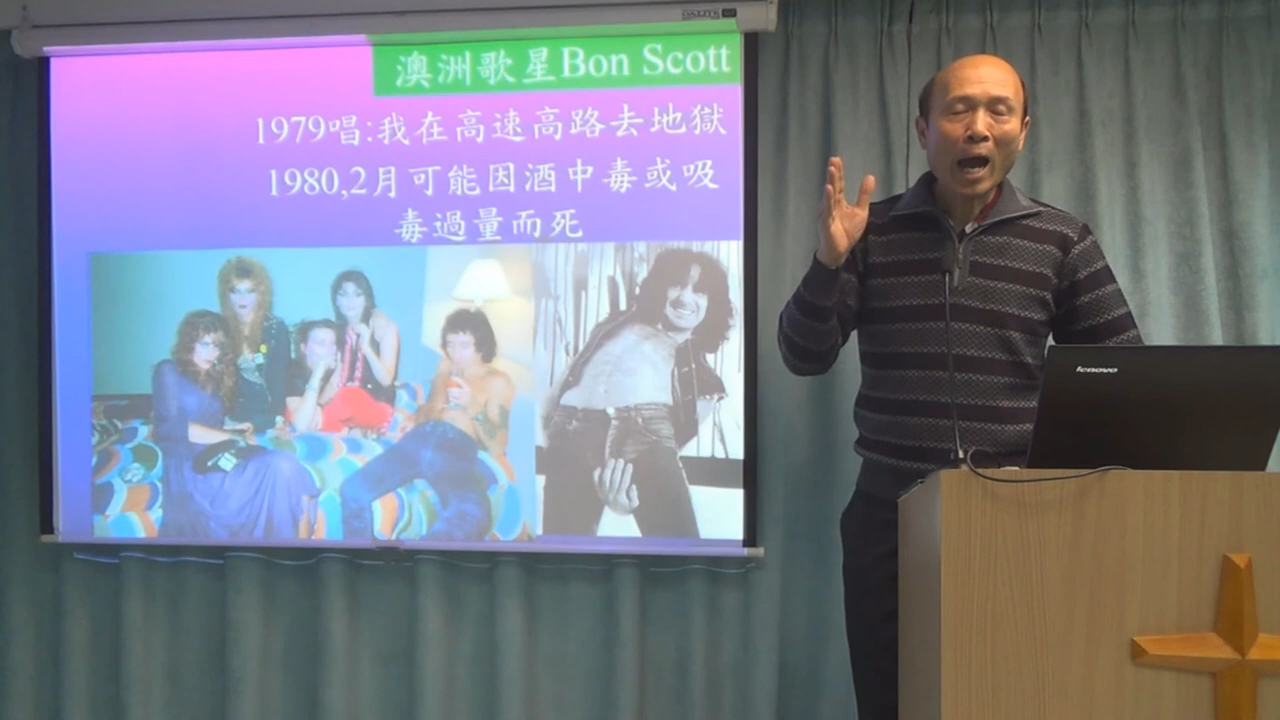 DA-LITE
澳洲歌星Bon Scott
1979唱:我在高速高路去地獄
1980,2月可能因酒中毒或吸
毒過量而死
lenovo